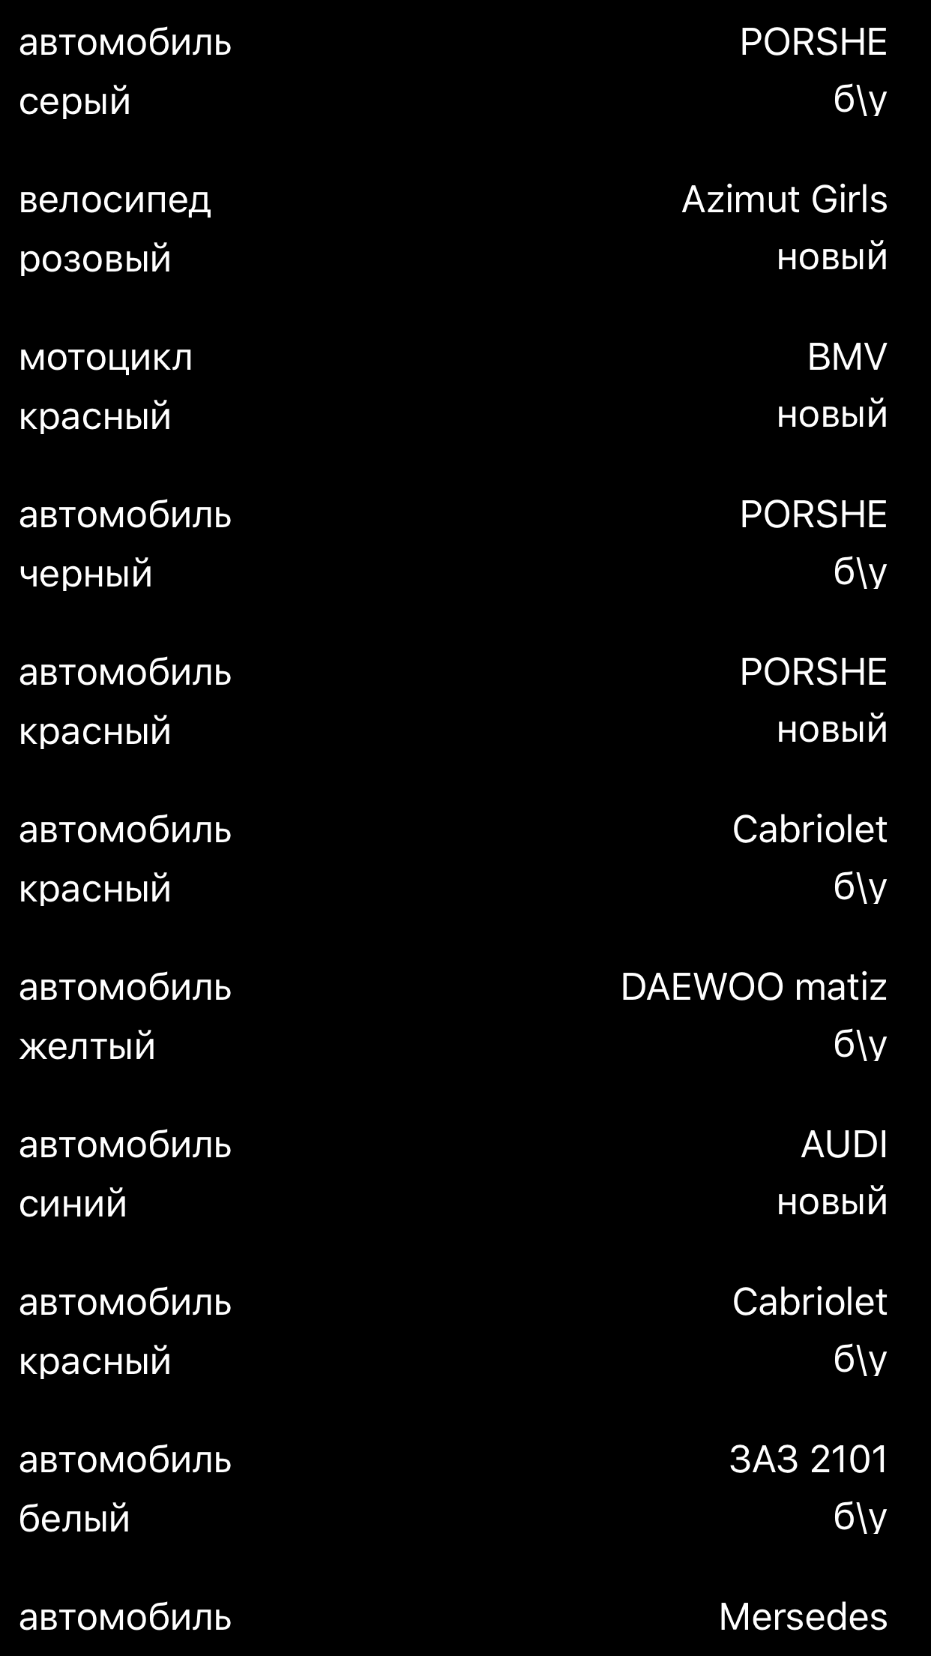 автомобиль PORSHE
серый б\у
велосипед Azimut Girls
розовый новый
мотоцикл BMV
красный новый
автомобиль PORSHE
черный б\у
автомобиль PORSHE
красный новый
автомобиль Cabriolet
красный б\у
автомобиль DAEWOO matiz
желтый б\у
автомобиль AUDI
синий новый
автомобиль Cabriolet
красный б\у
автомобиль ЗАЗ 2101
белый б\у
автомобиль Mersedes